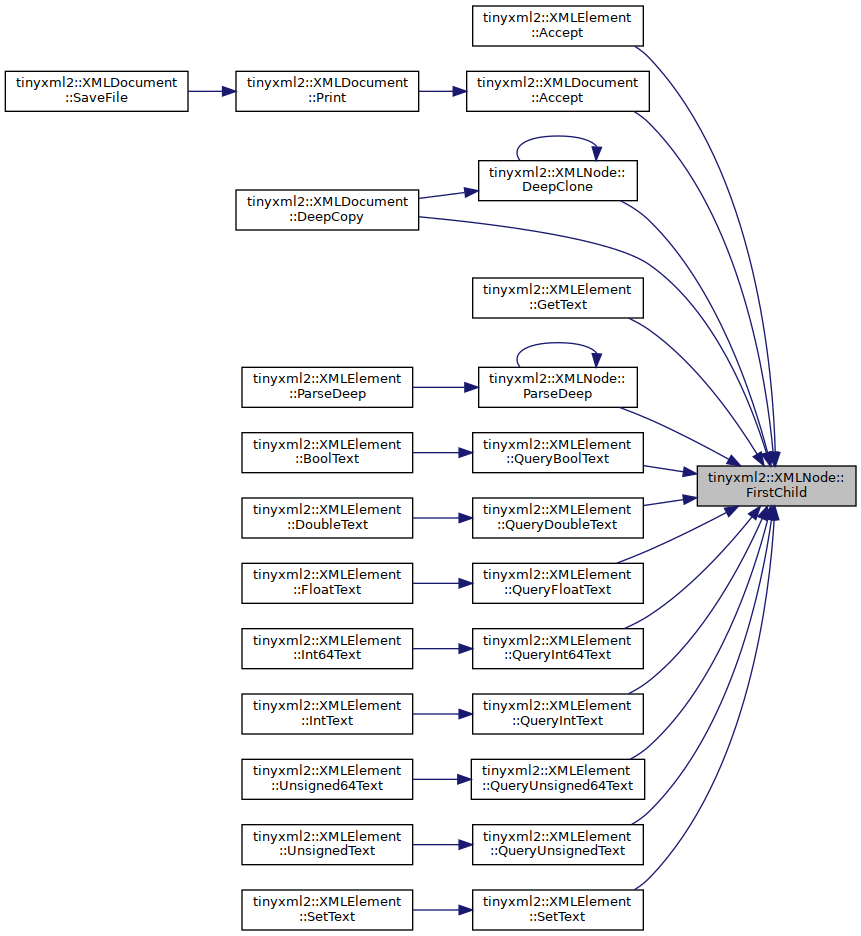 tinyxml2::XMLElement
::Accept
tinyxml2::XMLDocument
::SaveFile
tinyxml2::XMLDocument
::Print
tinyxml2::XMLDocument
::Accept
tinyxml2::XMLNode::
DeepClone
tinyxml2::XMLDocument
::DeepCopy
tinyxml2::XMLElement
::GetText
tinyxml2::XMLElement
::ParseDeep
tinyxml2::XMLNode::
ParseDeep
tinyxml2::XMLElement
::BoolText
tinyxml2::XMLElement
::QueryBoolText
tinyxml2::XMLNode::
FirstChild
tinyxml2::XMLElement
::DoubleText
tinyxml2::XMLElement
::QueryDoubleText
tinyxml2::XMLElement
::FloatText
tinyxml2::XMLElement
::QueryFloatText
tinyxml2::XMLElement
::Int64Text
tinyxml2::XMLElement
::QueryInt64Text
tinyxml2::XMLElement
::IntText
tinyxml2::XMLElement
::QueryIntText
tinyxml2::XMLElement
::Unsigned64Text
tinyxml2::XMLElement
::QueryUnsigned64Text
tinyxml2::XMLElement
::UnsignedText
tinyxml2::XMLElement
::QueryUnsignedText
tinyxml2::XMLElement
::SetText
tinyxml2::XMLElement
::SetText